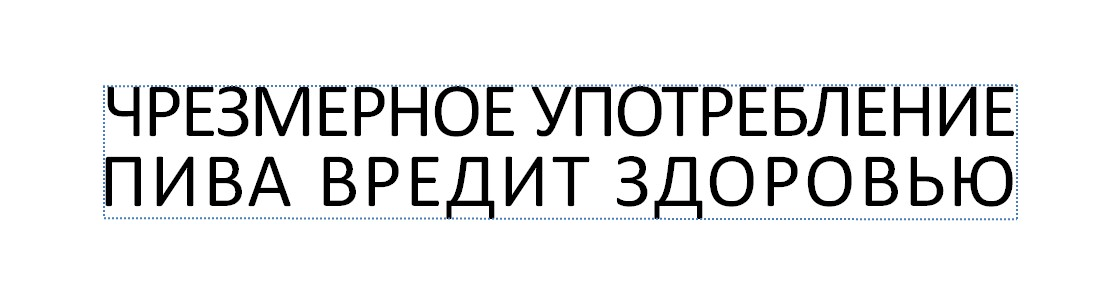 ЧРЕЗМЕРНОЕ УПОТРЕБЛЕНИЕ
ПИВА ВРЕДИТ ЗДОРОВЬЮ